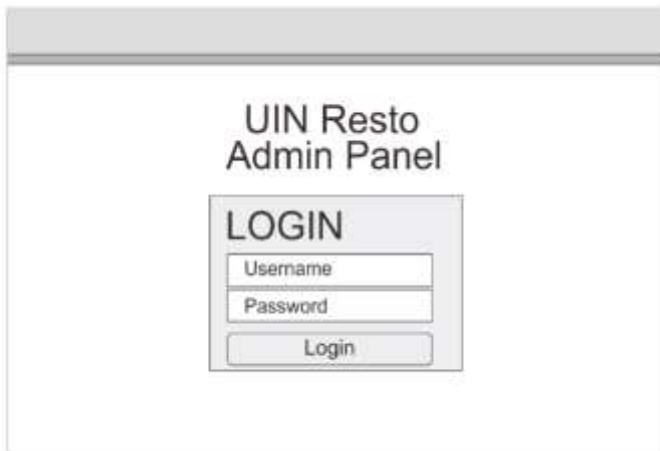 UIN Resto
Admin Panel
LOGIN
Username
Password
Login